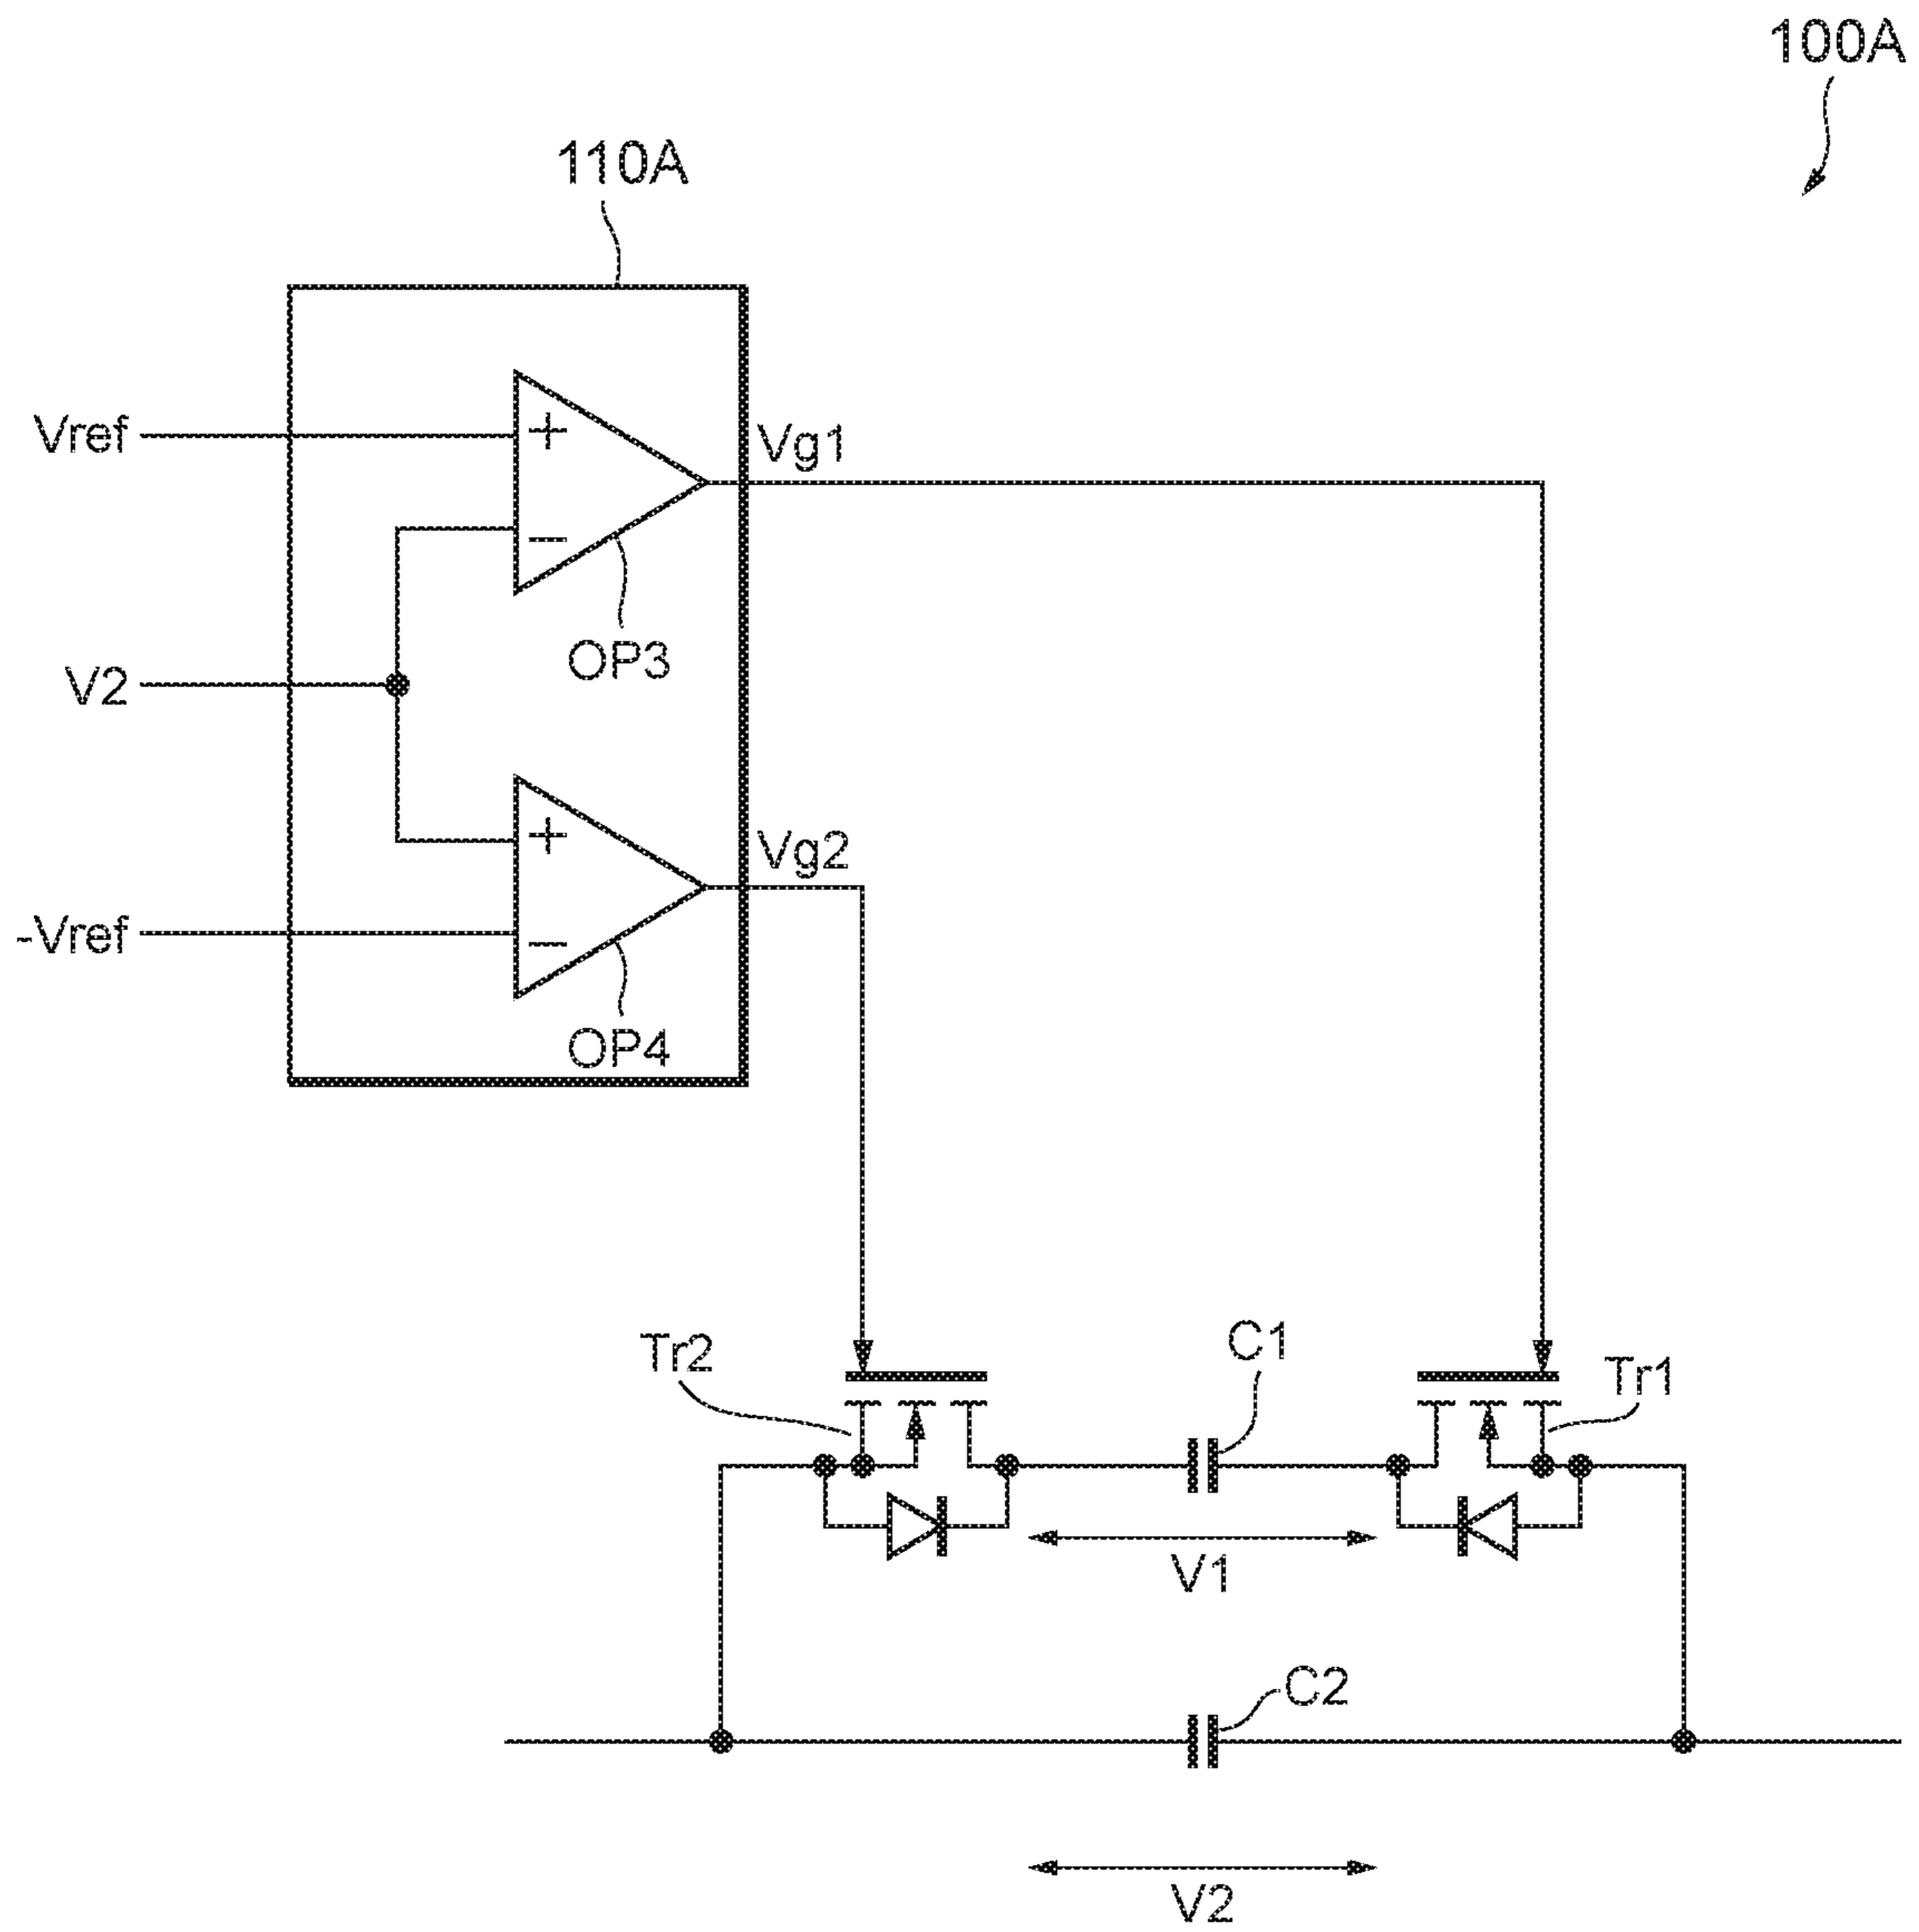 100A
110A
Vref
+
Vg1
−
OP3
V2
+
Vg2
-Vref
−
OP4
Tr2
C1
Tr1
V1
C2
V2